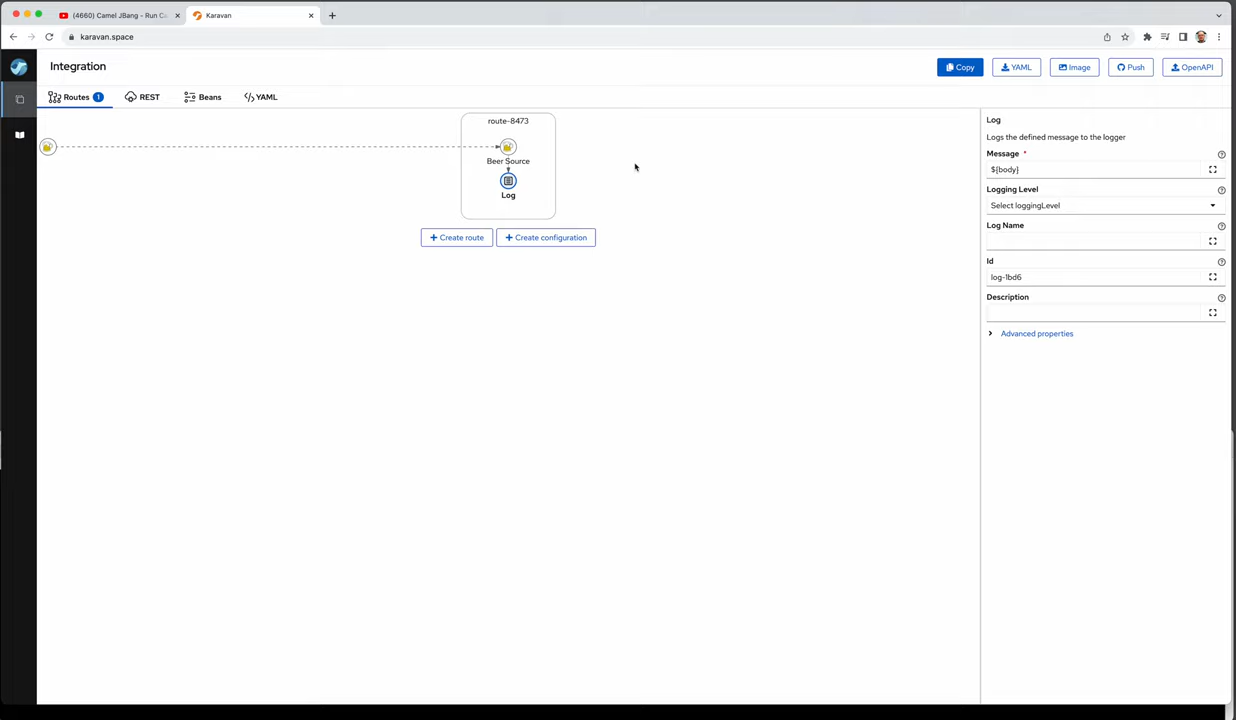 (4660) Camel JBang - Run Ca
Karavan
karavan.space
Integration
Copy
YAML
Image
Push
OpenAPI
Routes 1
REST
Beans
YAML
route-8473
Beer Source
Log
Create route
Create configuration
Log
Logs the defined message to the logger
Message *
${body}
Logging Level
Select loggingLevel
Log Name
Id
log-1bd6
Description
Advanced properties